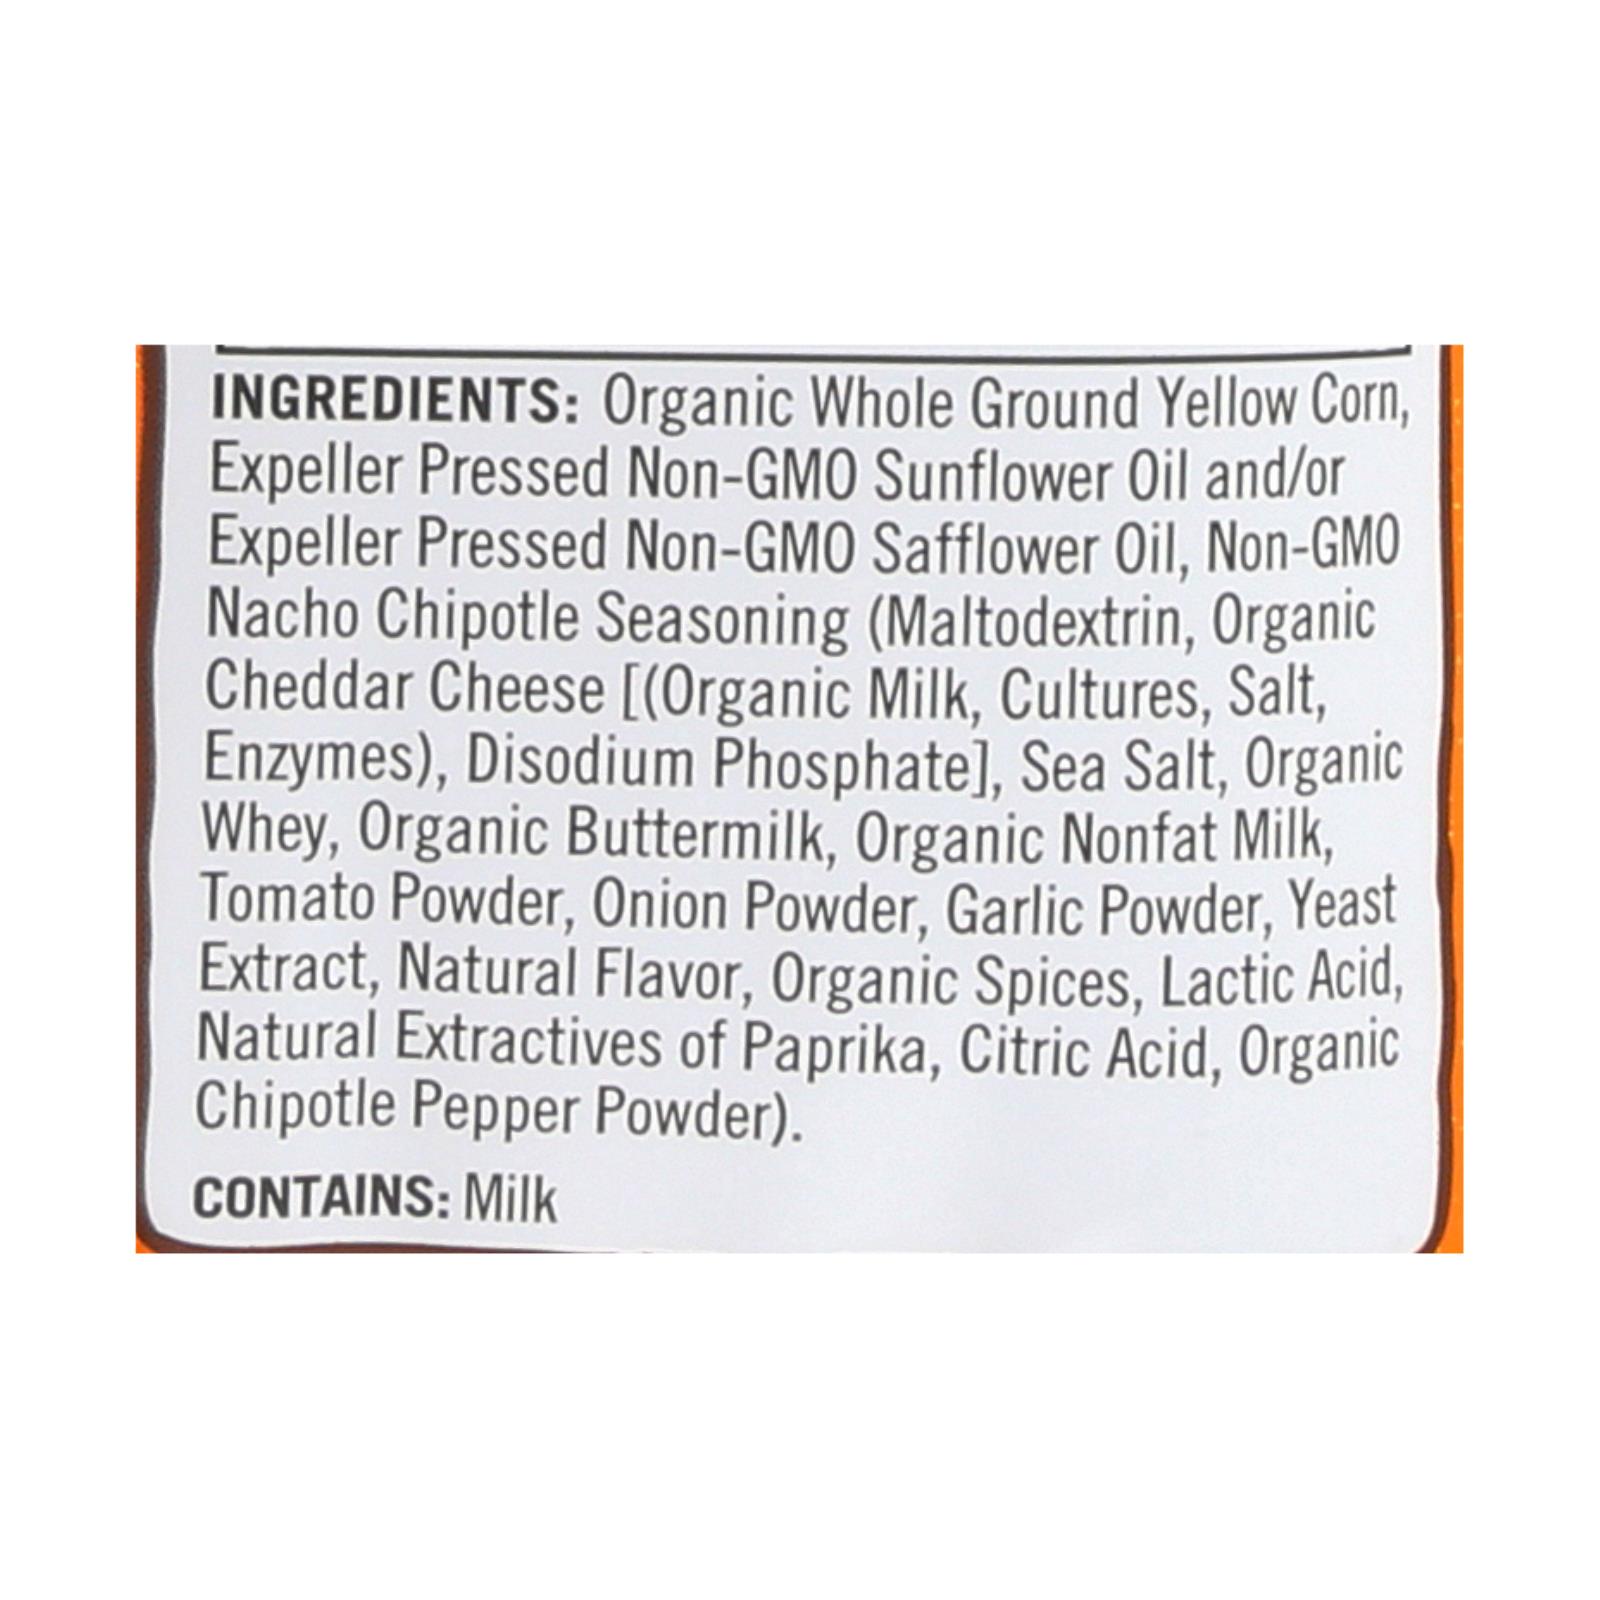 INGREDIENTS: Organic Whole Ground Yellow Corn,
Expeller Pressed Non-GMO Sunflower Oil and/or
Expeller Pressed Non-GMO Safflower Oil, Non-GMO
Nacho Chipotle Seasoning (Maltodextrin, Organic
Cheddar Cheese [(Organic Milk, Cultures, Salt,
Enzymes), Disodium Phosphate], Sea Salt, Organic
Whey, Organic Buttermilk, Organic Nonfat Milk,
Tomato Powder, Onion Powder, Garlic Powder, Yeast
Extract, Natural Flavor, Organic Spices, Lactic Acid,
Natural Extractives of Paprika, Citric Acid, Organic
Chipotle Pepper Powder).
CONTAINS: Milk